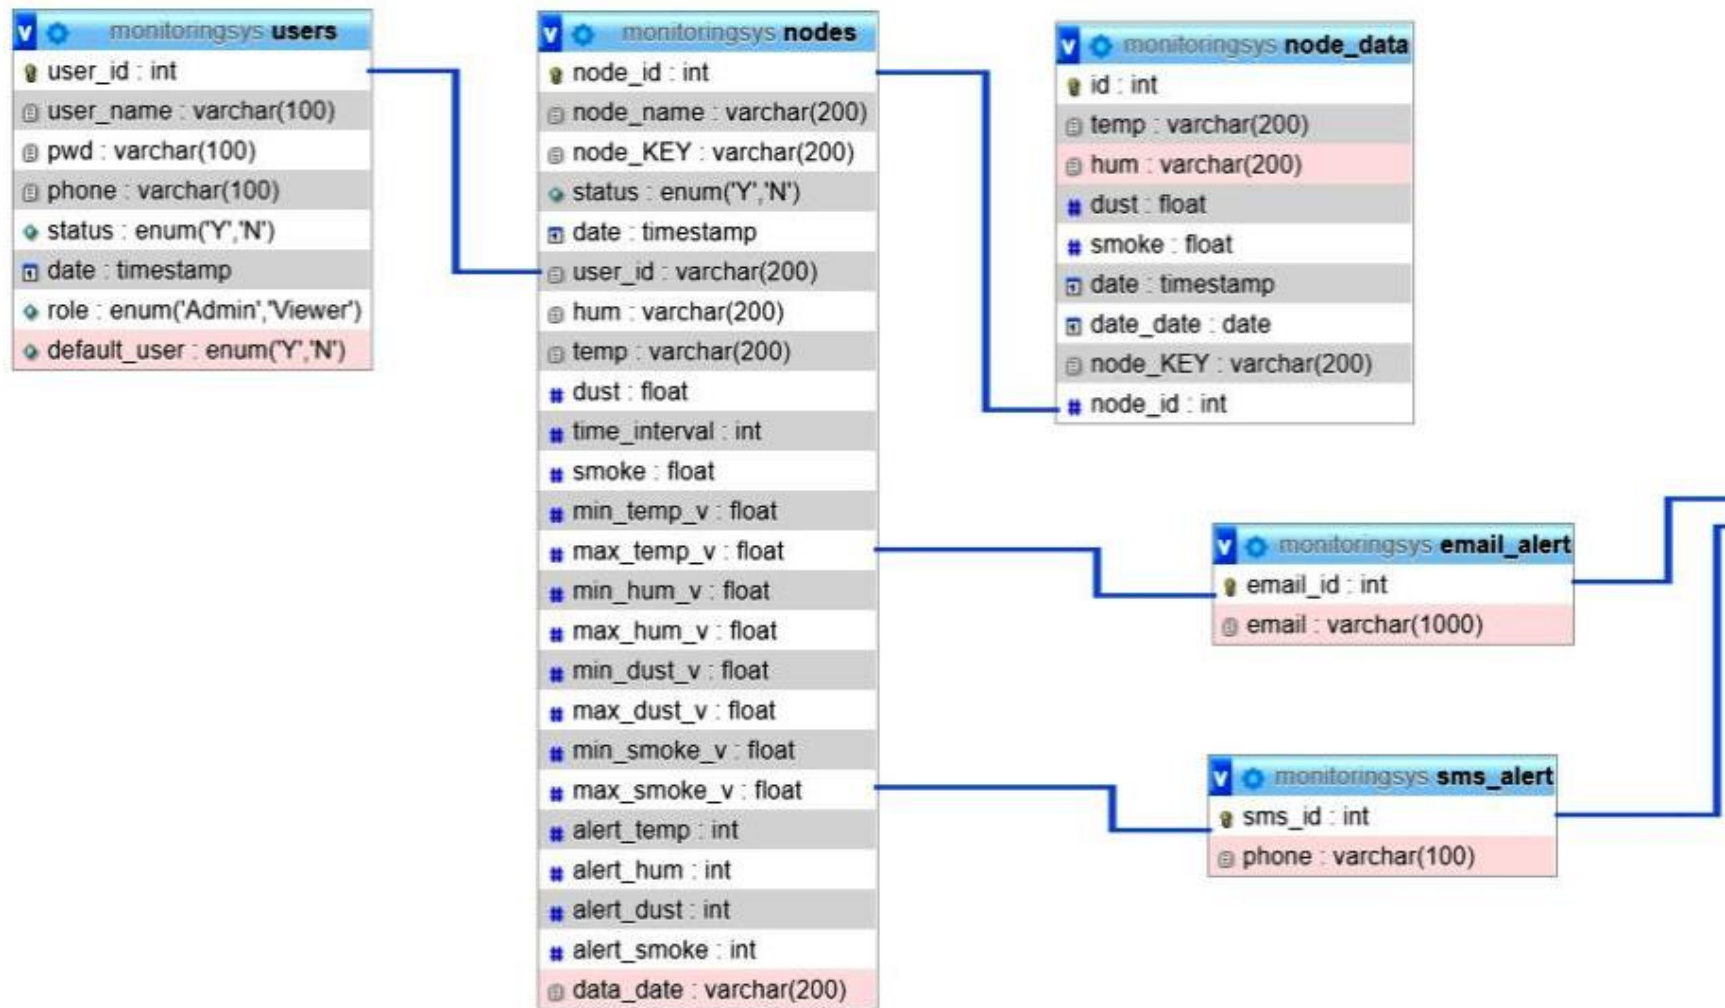 v monitoringsys users
user_id : int
user_name : varchar(100)
pwd : varchar(100)
phone : varchar(100)
status : enum('Y','N')
date : timestamp
role : enum('Admin','Viewer')
default_user : enum('Y','N')
v monitoringsys nodes
node_id : int
node_name : varchar(200)
node_KEY : varchar(200)
status : enum('Y','N')
date : timestamp
user_id : varchar(200)
hum : varchar(200)
temp : varchar(200)
# dust : float
# time_interval : int
# smoke : float
# min_temp_v : float
# max_temp_v : float
# min_hum_v : float
# max_hum_v : float
# min_dust_v : float
# max_dust_v : float
# min_smoke_v : float
# max_smoke_v : float
# alert_temp : int
# alert_hum : int
# alert_dust : int
# alert_smoke : int
data_date : varchar(200)
v monitoringsys node_data
id : int
temp : varchar(200)
hum : varchar(200)
# dust : float
# smoke : float
date : timestamp
date_date : date
node_KEY : varchar(200)
# node_id : int
v monitoringsys email_alert
email_id : int
email : varchar(1000)
v monitoringsys sms_alert
sms_id : int
phone : varchar(100)